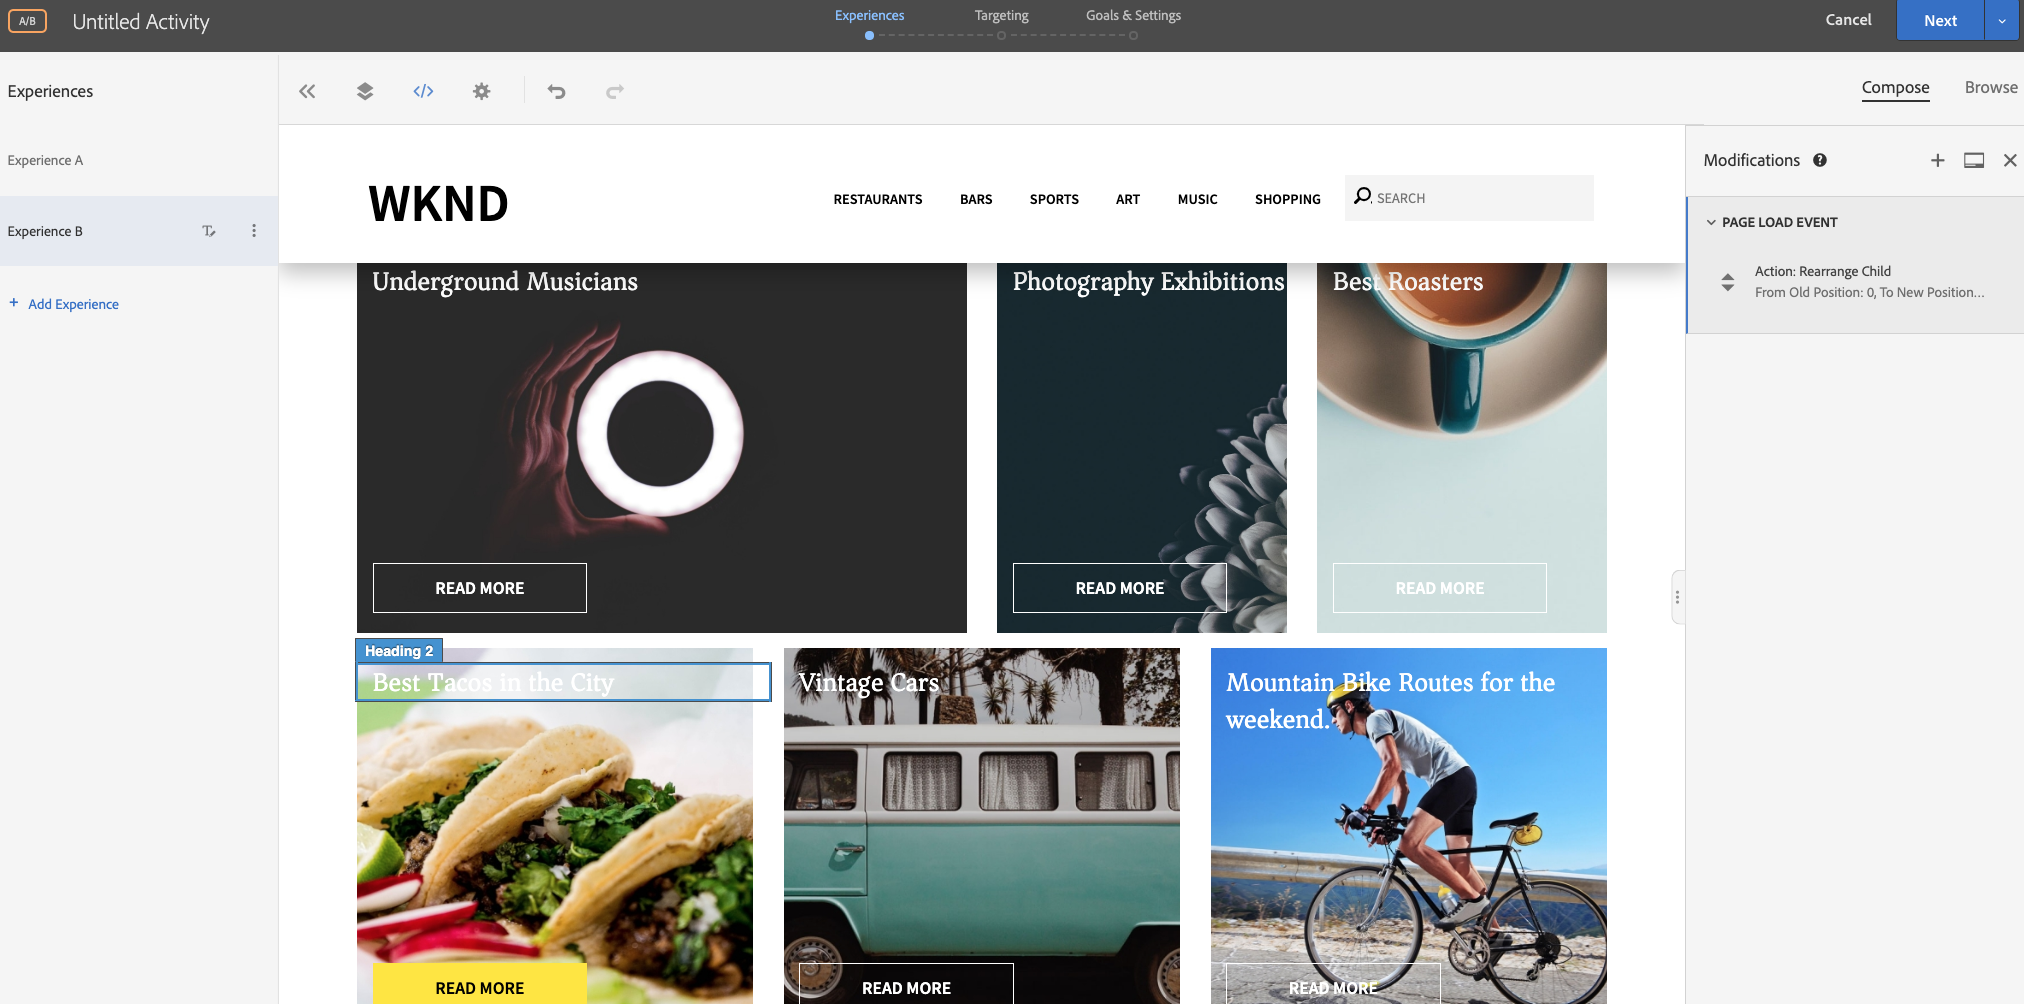 A/B
Untitled Activity
Experiences
Targeting
Goals & Settings
Cancel
Next
Experiences
Experience A
Experience B
+ Add Experience
</>
Compose
Browse
WKND
RESTAURANTS BARS SPORTS ART MUSIC SHOPPING
SEARCH
Underground Musicians
READ MORE
Photography Exhibitions
READ MORE
Best Roasters
READ MORE
Heading 2
Best Tacos in the City
READ MORE
Vintage Cars
READ MORE
Mountain Bike Routes for the
weekend.
READ MORE
Modifications
PAGE LOAD EVENT
Action: Rearrange Child
From Old Position: 0, To New Position...